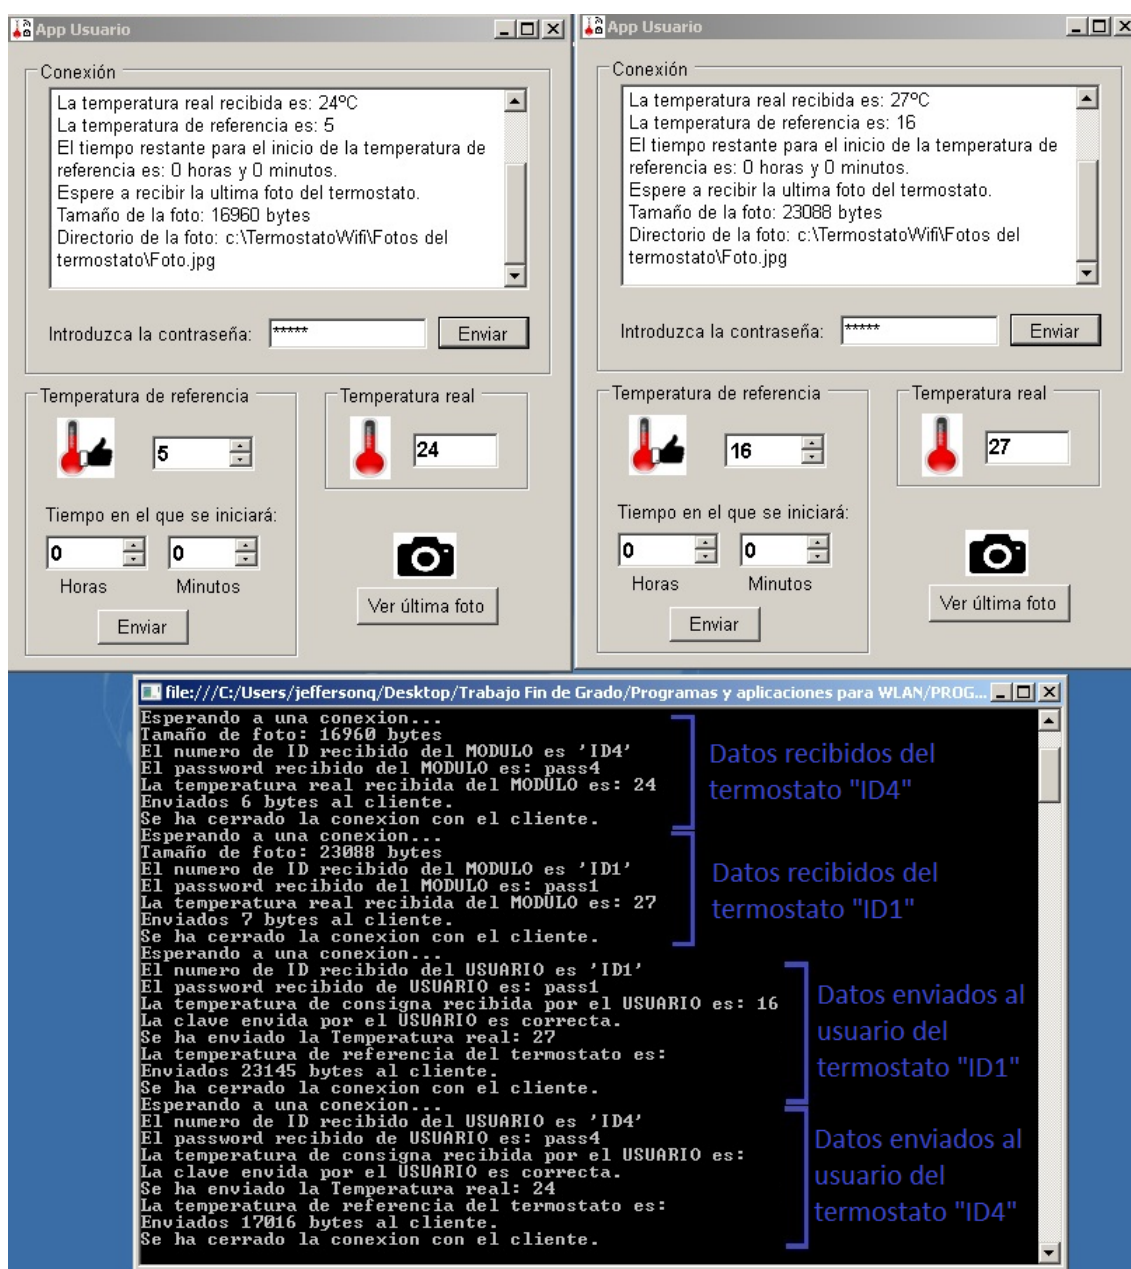 App Usuario
Conexión
La temperatura real recibida es: 24ºC
La temperatura de referencia es: 5
El tiempo restante para el inicio de la temperatura de
referencia es: 0 horas y 0 minutos.
Espere a recibir la ultima foto del termostato.
Tamaño de la foto: 16960 bytes
Directorio de la foto: c:\TermostatoWifi\Fotos del
termostato\Foto.jpg
Introduzca la contraseña:
*****
Enviar
Temperatura de referencia
5
Temperatura real
24
Tiempo en el que se iniciará:
0
0
Horas
Minutos
Enviar
Ver última foto
App Usuario
Conexión
La temperatura real recibida es: 27ºC
La temperatura de referencia es: 16
El tiempo restante para el inicio de la temperatura de
referencia es: 0 horas y 0 minutos.
Espere a recibir la ultima foto del termostato.
Tamaño de la foto: 23088 bytes
Directorio de la foto: c:\TermostatoWifi\Fotos del
termostato\Foto.jpg
Introduzca la contraseña:
*****
Enviar
Temperatura de referencia
16
Temperatura real
27
Tiempo en el que se iniciará:
0
0
Horas
Minutos
Enviar
Ver última foto
file:///C:/Users/jeffersonq/Desktop/Trabajo Fin de Grado/Programas y aplicaciones para WLAN/PROG...
Esperando a una conexion...
Tamaño de foto: 16960 bytes
El numero de ID recibido del MODULO es 'ID4'
El password recibido del MODULO es: pass4
La temperatura real recibida del MODULO es: 24
Enviados 6 bytes al cliente.
Se ha cerrado la conexion con el cliente.
Datos recibidos del
termostato "ID4"
Esperando a una conexion...
Tamaño de foto: 23088 bytes
El numero de ID recibido del MODULO es 'ID1'
El password recibido del MODULO es: pass1
La temperatura real recibida del MODULO es: 27
Enviados 7 bytes al cliente.
Se ha cerrado la conexion con el cliente.
Datos recibidos del
termostato "ID1"
Esperando a una conexion...
El numero de ID recibido del USUARIO es 'ID1'
El password recibido de USUARIO es: pass1
La temperatura de consigna recibida por el USUARIO es: 16
La clave envida por el USUARIO es correcta.
Se ha enviado la Temperatura real: 27
La temperatura de referencia del termostato es:
Enviados 23145 bytes al cliente.
Se ha cerrado la conexion con el cliente.
Datos enviados al
usuario del
termostato "ID1"
Esperando a una conexion...
El numero de ID recibido del USUARIO es 'ID4'
El password recibido de USUARIO es: pass4
La temperatura de consigna recibida por el USUARIO es:
La clave envida por el USUARIO es correcta.
Se ha enviado la Temperatura real: 24
La temperatura de referencia del termostato es:
Enviados 17016 bytes al cliente.
Se ha cerrado la conexion con el cliente.
Datos enviados al
usuario del
termostato "ID4"